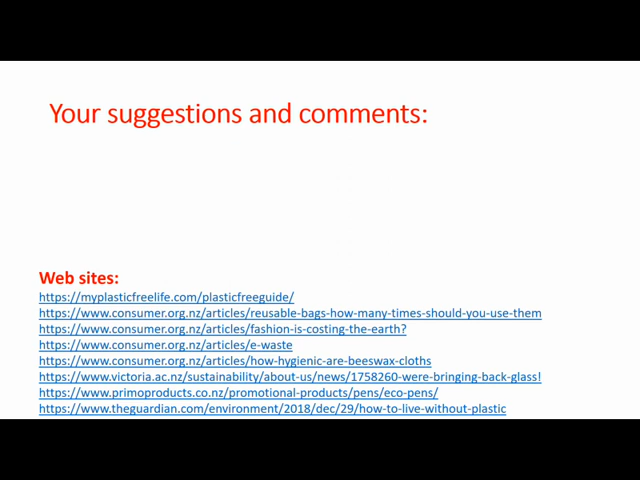 Your suggestions and comments:
Web sites:
https://myplasticfreelife.com/plasticfreeguide/
https://www.consumer.org.nz/articles/reusable-bags-how-many-times-should-you-use-them
https://www.consumer.org.nz/articles/fashion-is-costing-the-earth?
https://www.consumer.org.nz/articles/e-waste
https://www.consumer.org.nz/articles/how-hygienic-are-beeswax-cloths
https://www.victoria.ac.nz/sustainability/about-us/news/1758260-were-bringing-back-glass!
https://www.primoproducts.co.nz/promotional-products/pens/eco-pens/
https://www.theguardian.com/environment/2018/dec/29/how-to-live-without-plastic